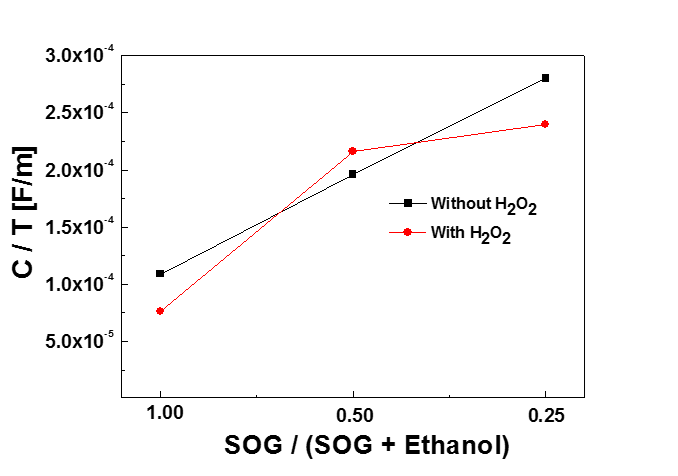 3.0x10⁻⁴
2.5x10⁻⁴
2.0x10⁻⁴
1.5x10⁻⁴
1.0x10⁻⁴
5.0x10⁻⁵
C / T [F/m]
Without H₂O₂
With H₂O₂
1.00 0.50 0.25
SOG / (SOG + Ethanol)